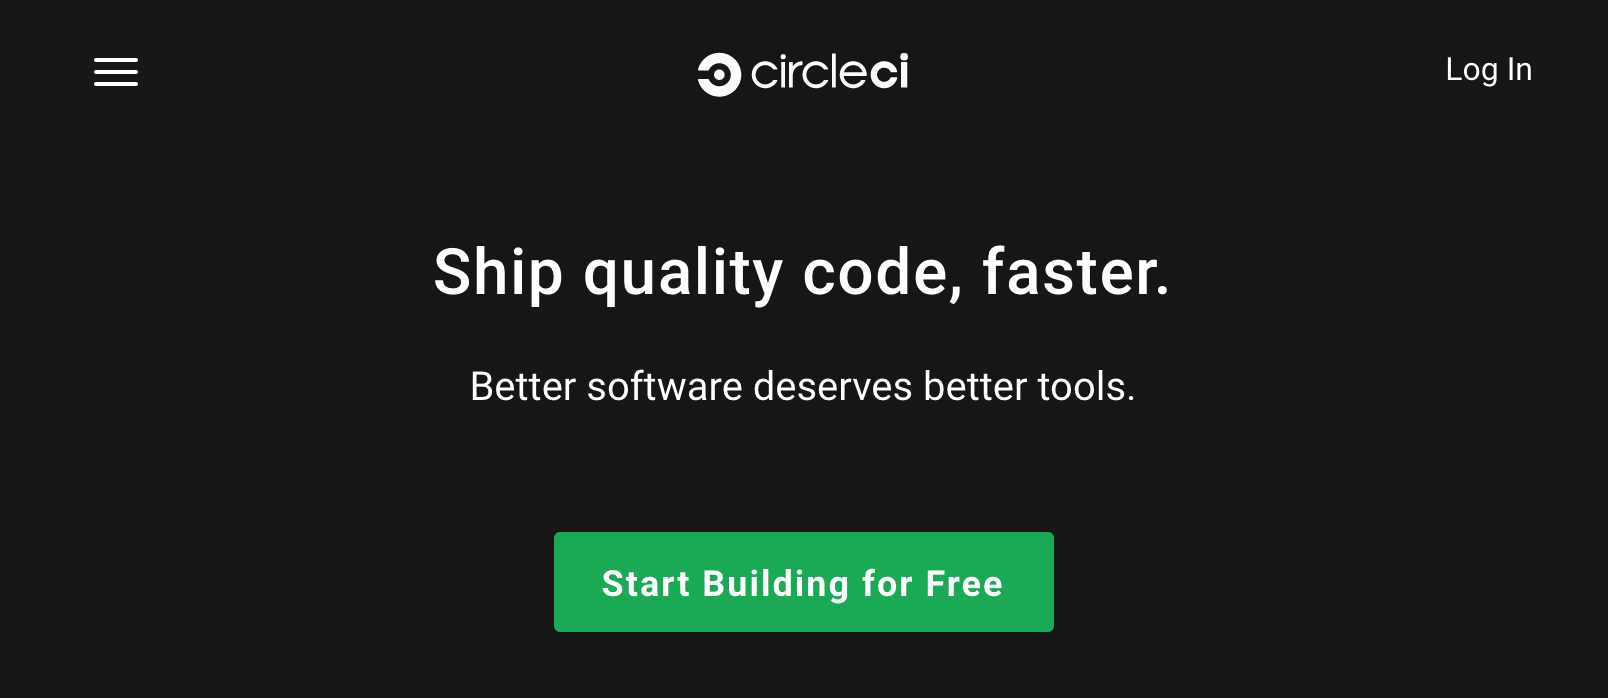 circleci
Log In
Ship quality code, faster.
Better software deserves better tools.
Start Building for Free